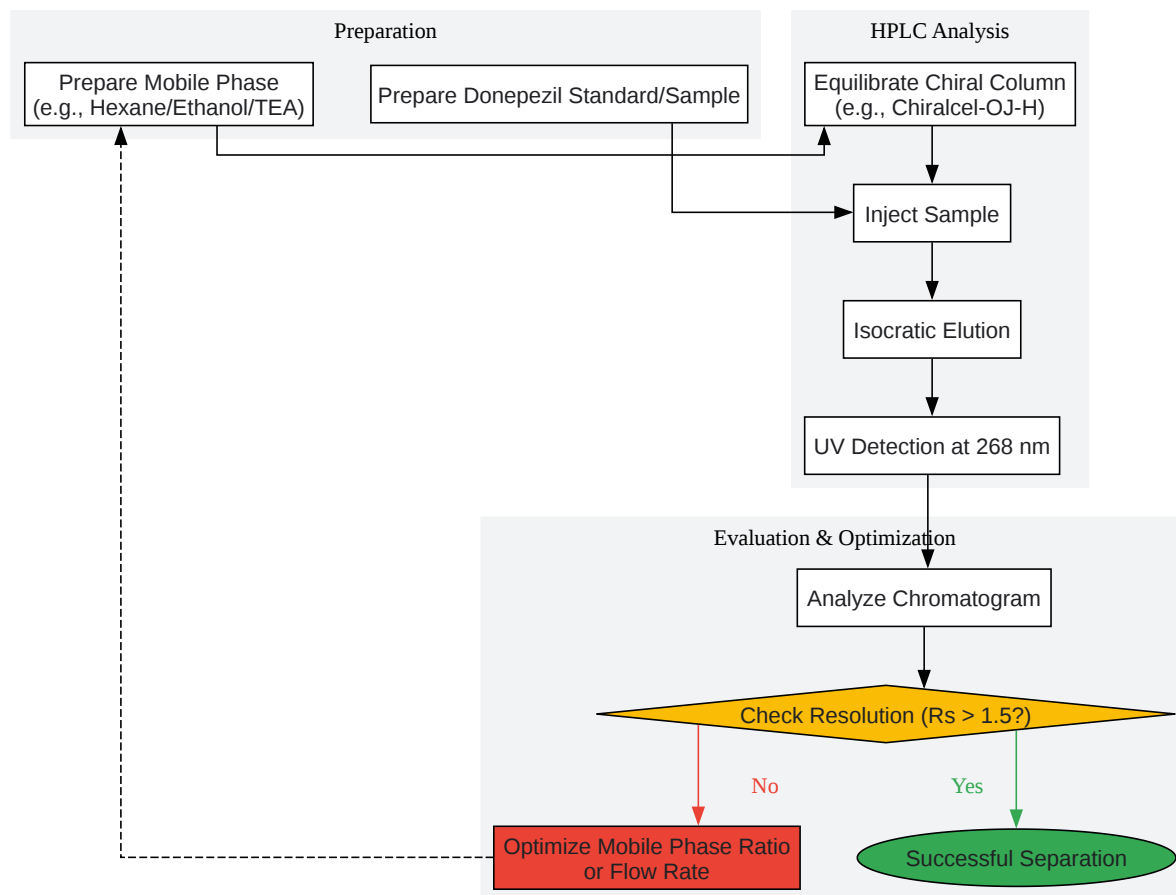 Preparation
HPLC Analysis
Prepare Mobile Phase
(e.g., Hexane/Ethanol/TEA)
Prepare Donepezil Standard/Sample
Equilibrate Chiral Column
(e.g., Chiralcel-OJ-H)
Inject Sample
Isocratic Elution
UV Detection at 268 nm
Evaluation & Optimization
Analyze Chromatogram
Check Resolution (Rs > 1.5?)
No
Yes
Optimize Mobile Phase Ratio
or Flow Rate
Successful Separation